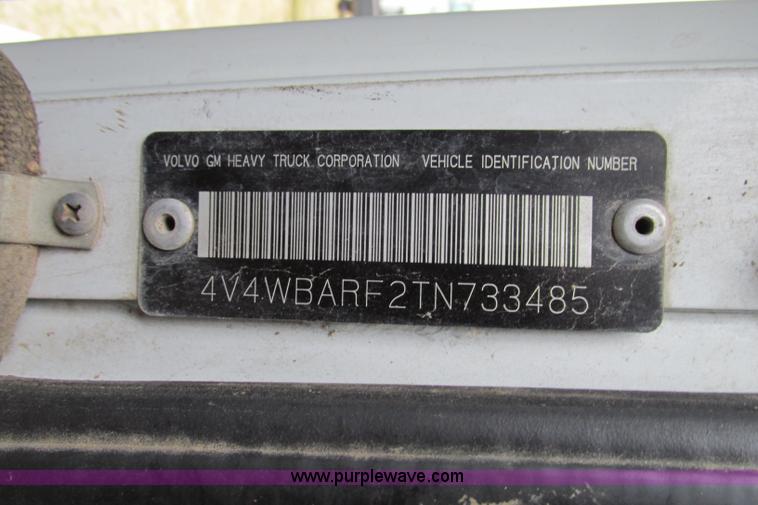 VOLVO GM HEAVY TRUCK CORPORATION VEHICLE IDENTIFICATION NUMBER
4V4WBARF2TN733485
www.purplewave.com